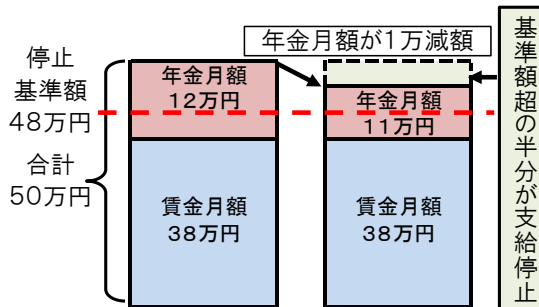 年金月額が1万減額
停止
基準額
48万円
合計
50万円
年金月額
12万円
賃金月額
38万円
年金月額
11万円
賃金月額
38万円
基準額超の半分が支給停止